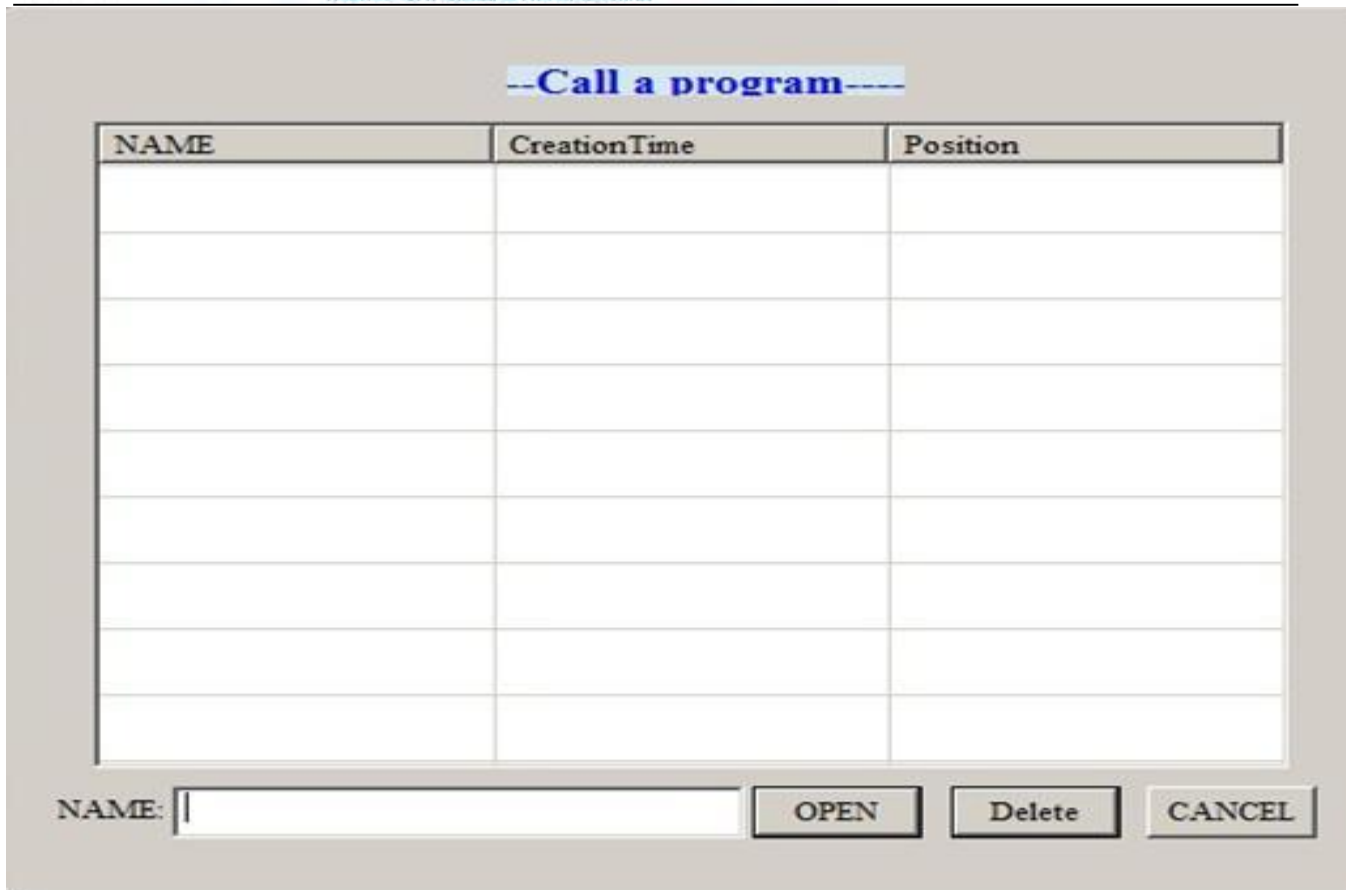 --Call a program----
NAME CreationTime Position
NAME: OPEN Delete CANCEL